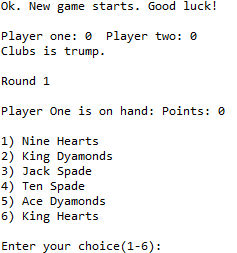 Ok. New game starts. Good luck!
Player one: 0  Player two: 0
Clubs is trump.
Round 1
Player One is on hand: Points: 0
1) Nine Hearts
2) King Dyamonds
3) Jack Spade
4) Ten Spade
5) Ace Dyamonds
6) King Hearts
Enter your choice(1-6):